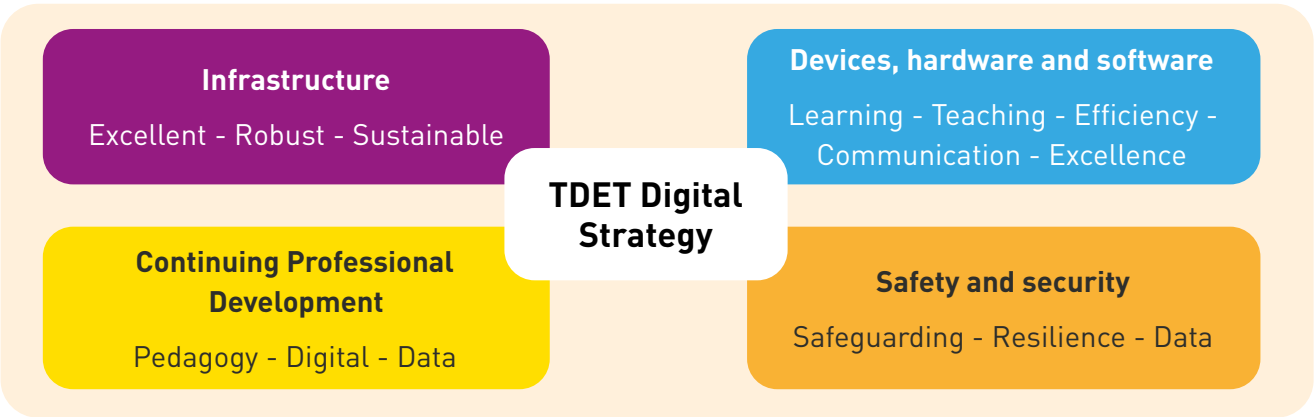 Infrastructure
Excellent - Robust - Sustainable
Devices, hardware and software
Learning - Teaching - Efficiency -
Communication - Excellence
TDET Digital
Strategy
Continuing Professional
Development
Pedagogy - Digital - Data
Safety and security
Safeguarding - Resilience - Data